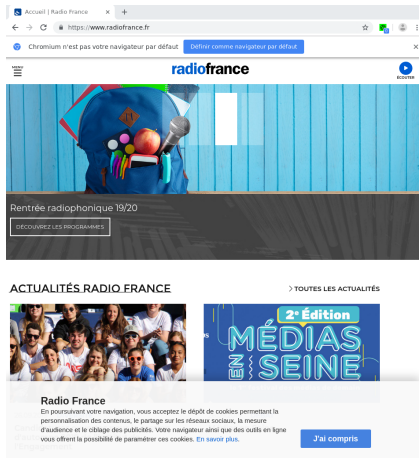 Accueil | Radio France
https://www.radiofrance.fr
Chromium n'est pas votre navigateur par défaut
Définir comme navigateur par défaut
MENU
radiofrance
ÉCOUTER
Rentrée radiophonique 19/20
DÉCOUVREZ LES PROGRAMMES
ACTUALITÉS RADIO FRANCE
TOUTES LES ACTUALITÉS
2e Édition
MÉDIAS
EN SEINE
Radio France
En poursuivant votre navigation, vous acceptez le dépôt de cookies permettant la
personnalisation des contenus, le partage sur les réseaux sociaux, la mesure
d'audience et le ciblage des publicités. Votre navigateur ainsi que des outils en ligne
vous offrent la possibilité de paramétrer ces cookies. En savoir plus.
J'ai compris